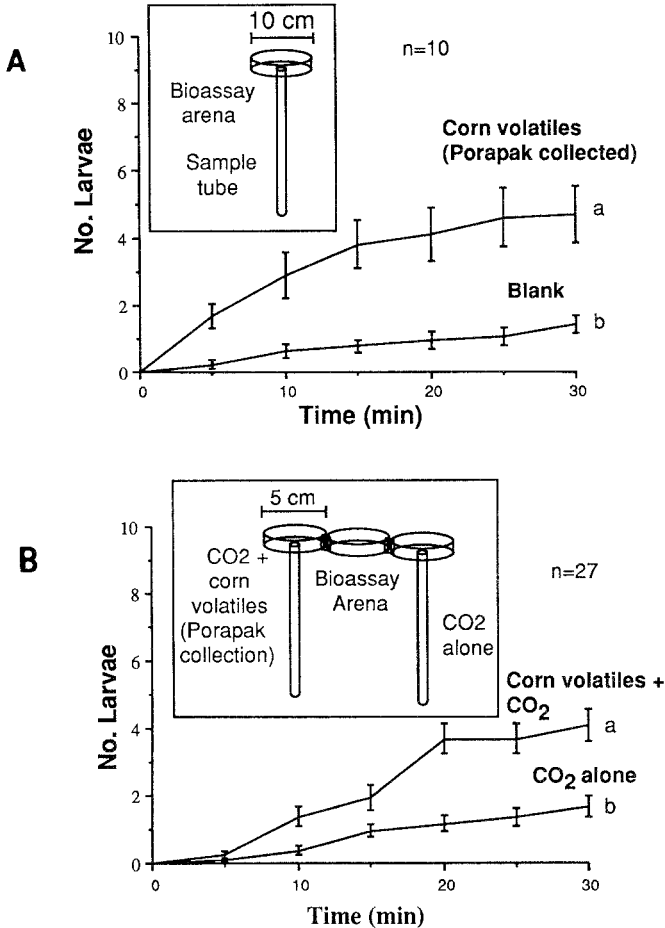 A
10 cm
n=10
Bioassay
arena
Sample
tube
Corn volatiles
(Porapak collected)
a
Blank
b
No. Larvae
10
8
6
4
2
0
0
10
20
30
Time (min)
B
5 cm
n=27
CO2 +
corn
volatiles
(Porapak
collection)
Bioassay
Arena
CO2
alone
Corn volatiles +
CO2
a
CO2 alone
b
No. Larvae
10
8
6
4
2
0
0
10
20
30
Time (min)